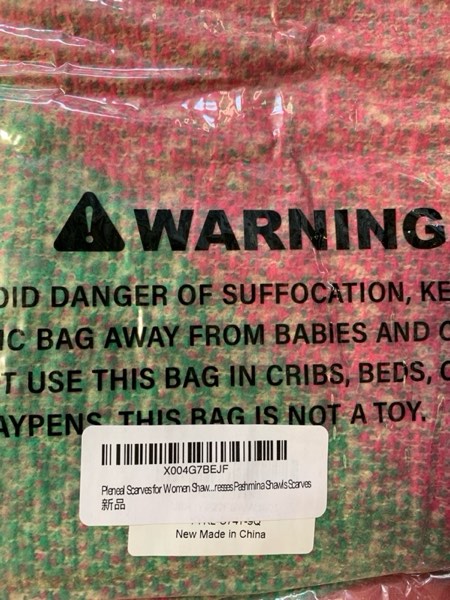 WARNING
OID DANGER OF SUFFOCATION, KE
IC BAG AWAY FROM BABIES AND
T USE THIS BAG IN CRIBS, BEDS,
AYPENS THIS BAG IS NOT A TOY.
X004G7BEJF
Pleneal Scarves for Women Shaw...resses Pashmina Shawls Scarves
新品
New Made in China